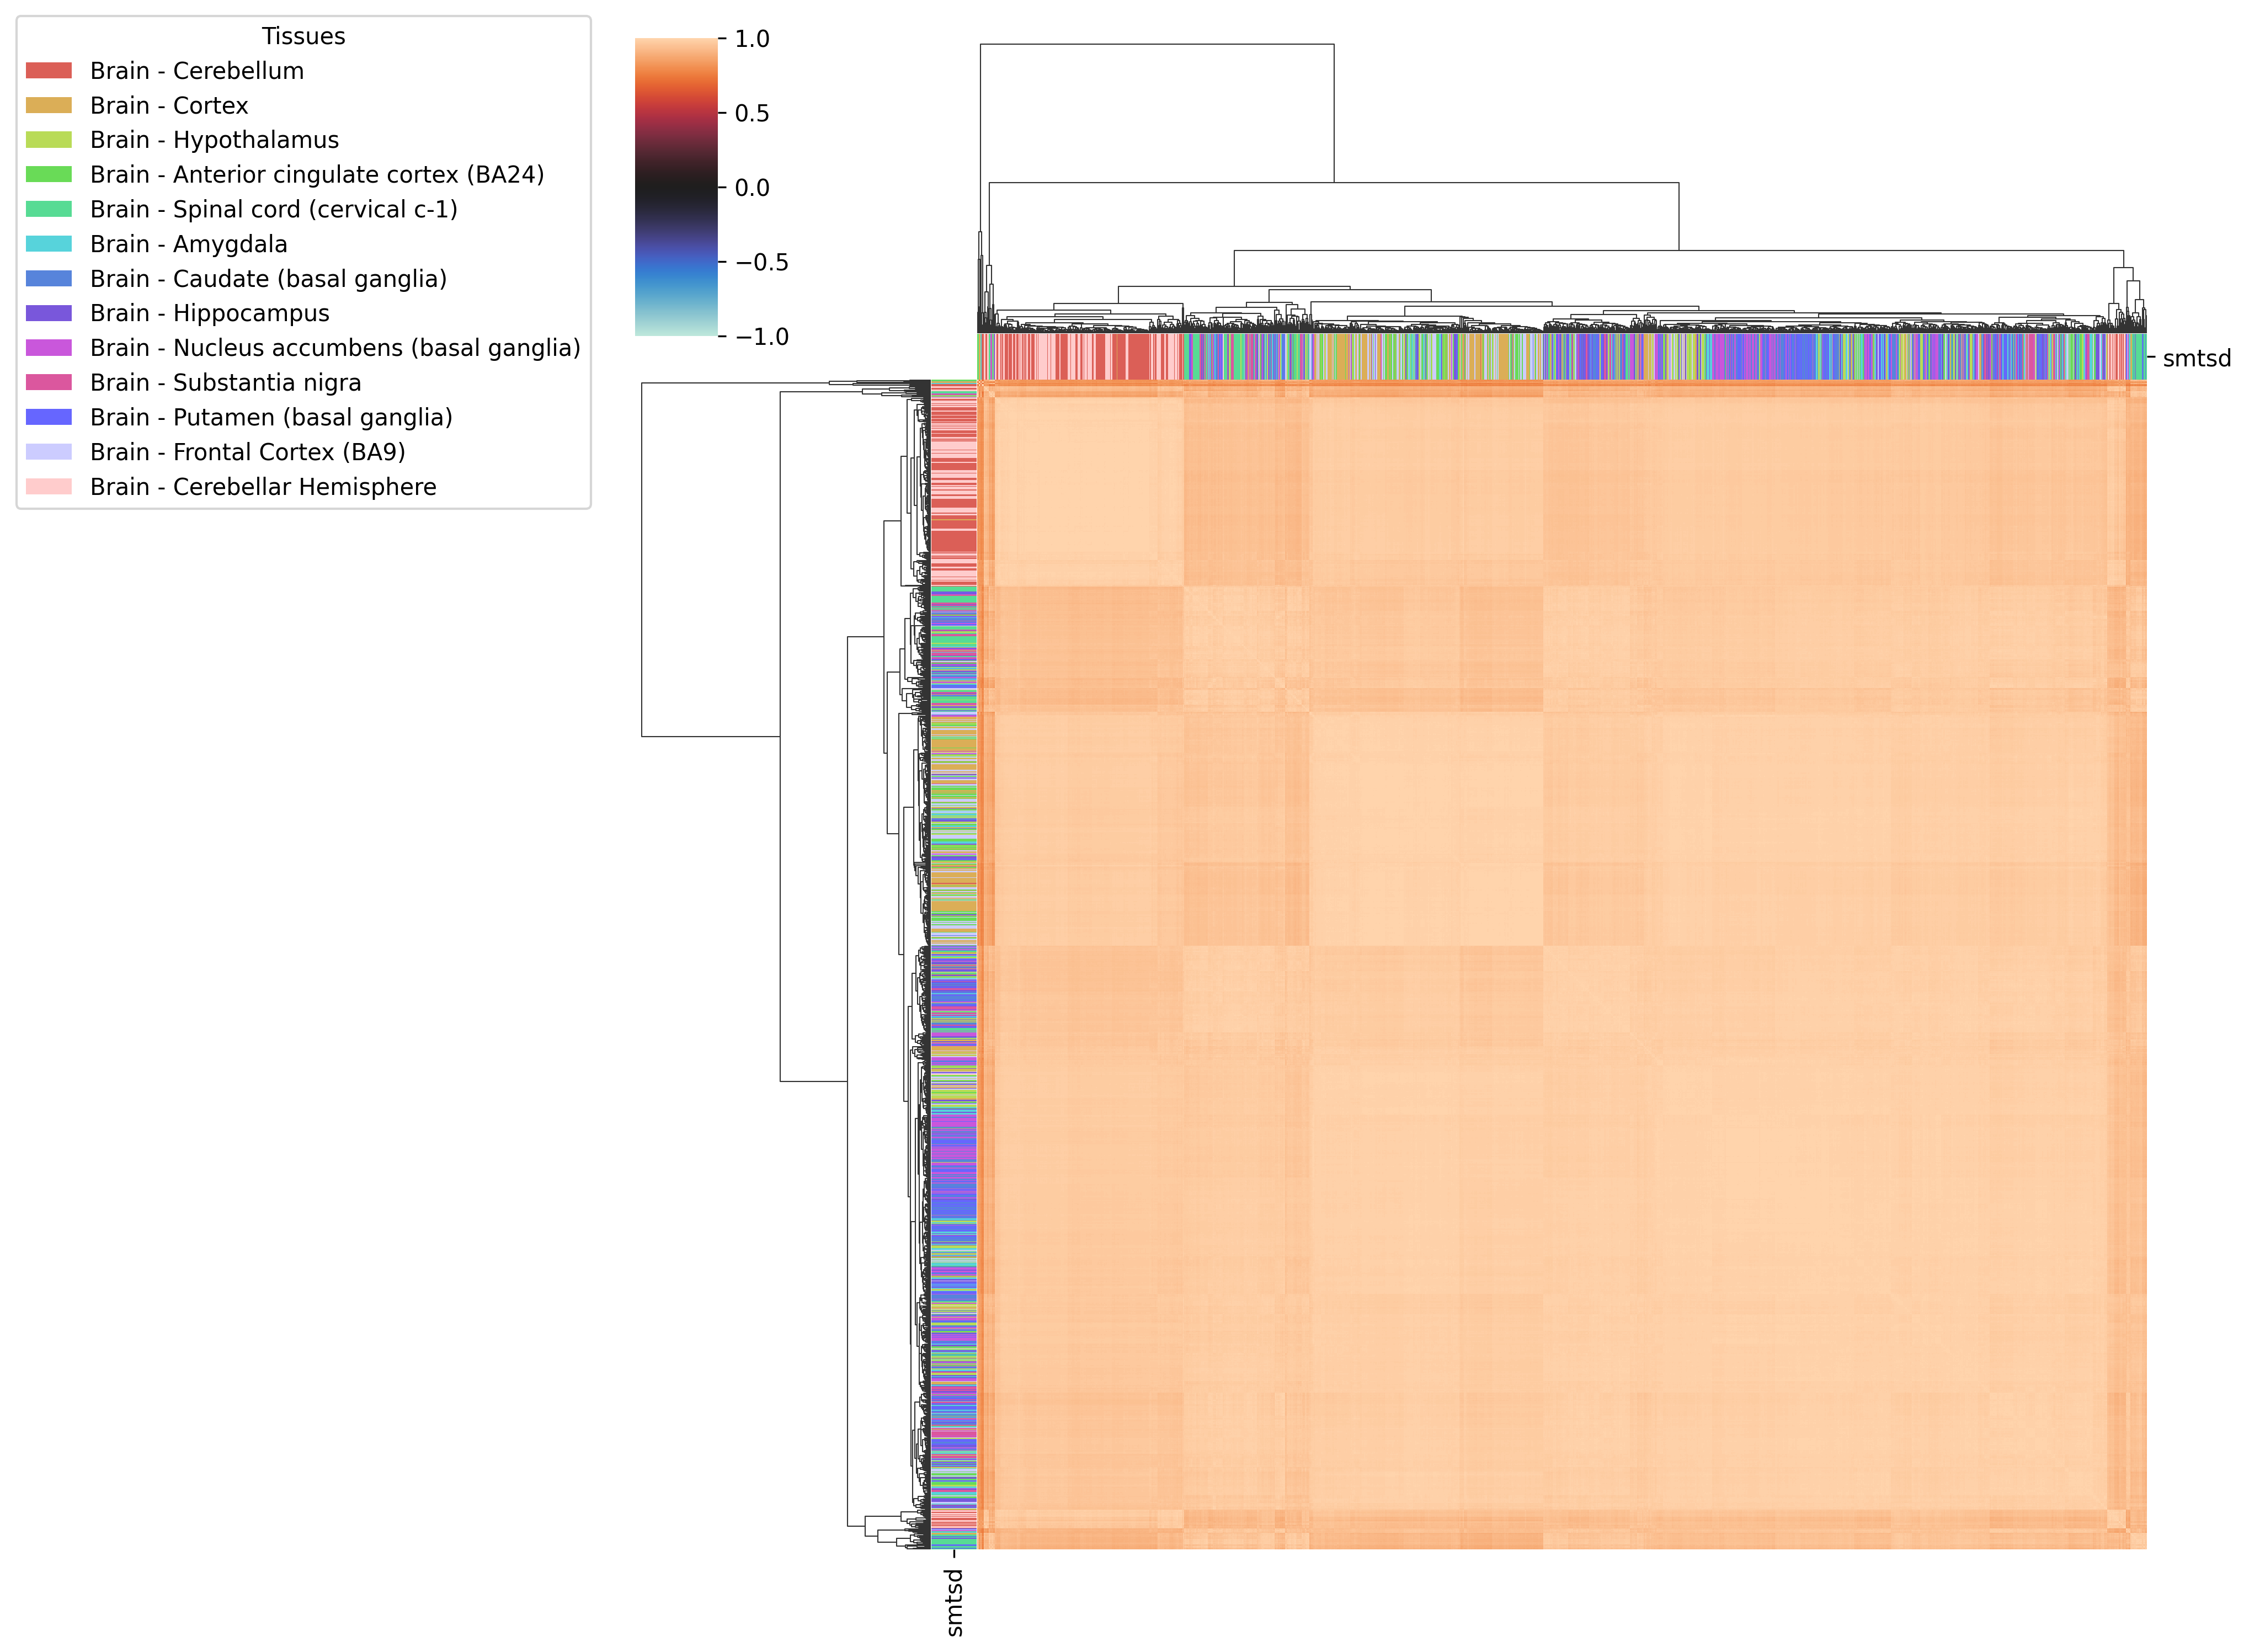 Tissues
Brain - Cerebellum
Brain - Cortex
Brain - Hypothalamus
Brain - Anterior cingulate cortex (BA24)
Brain - Spinal cord (cervical c-1)
Brain - Amygdala
Brain - Caudate (basal ganglia)
Brain - Hippocampus
Brain - Nucleus accumbens (basal ganglia)
Brain - Substantia nigra
Brain - Putamen (basal ganglia)
Brain - Frontal Cortex (BA9)
Brain - Cerebellar Hemisphere
1.0
0.5
0.0
−0.5
−1.0
smtsd
smtsd